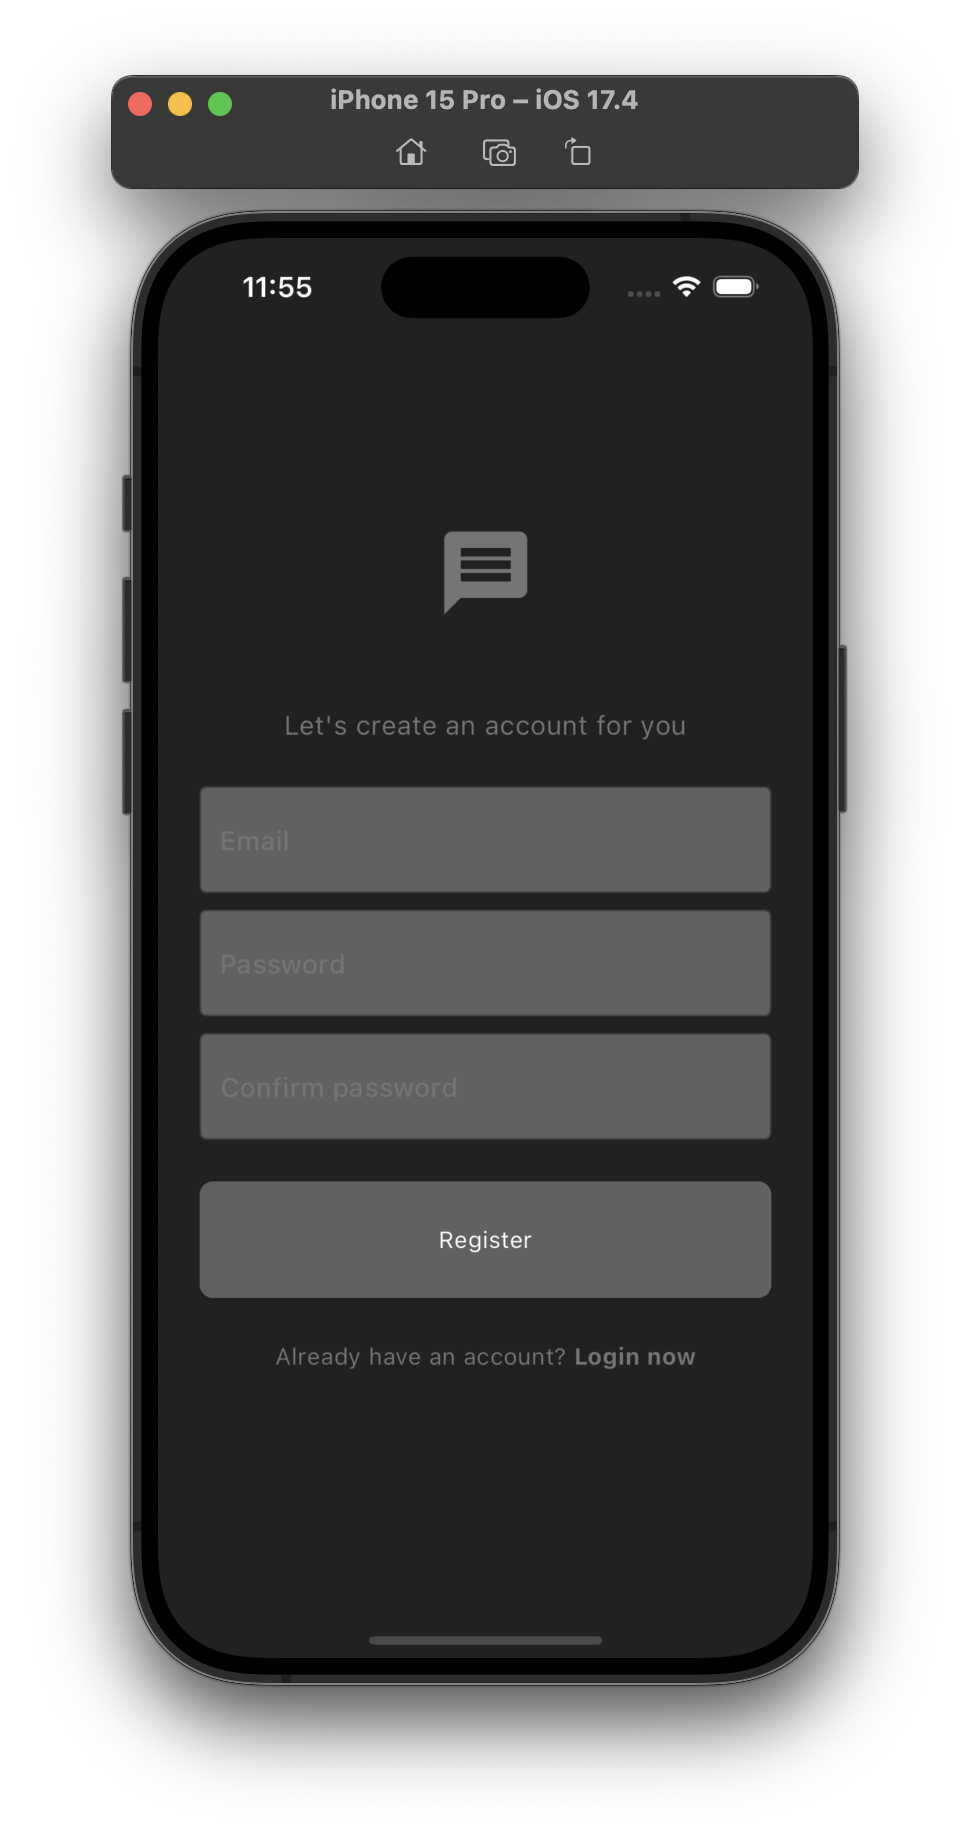 iPhone 15 Pro – iOS 17.4
11:55
Let's create an account for you
Email
Password
Confirm password
Register
Already have an account? Login now